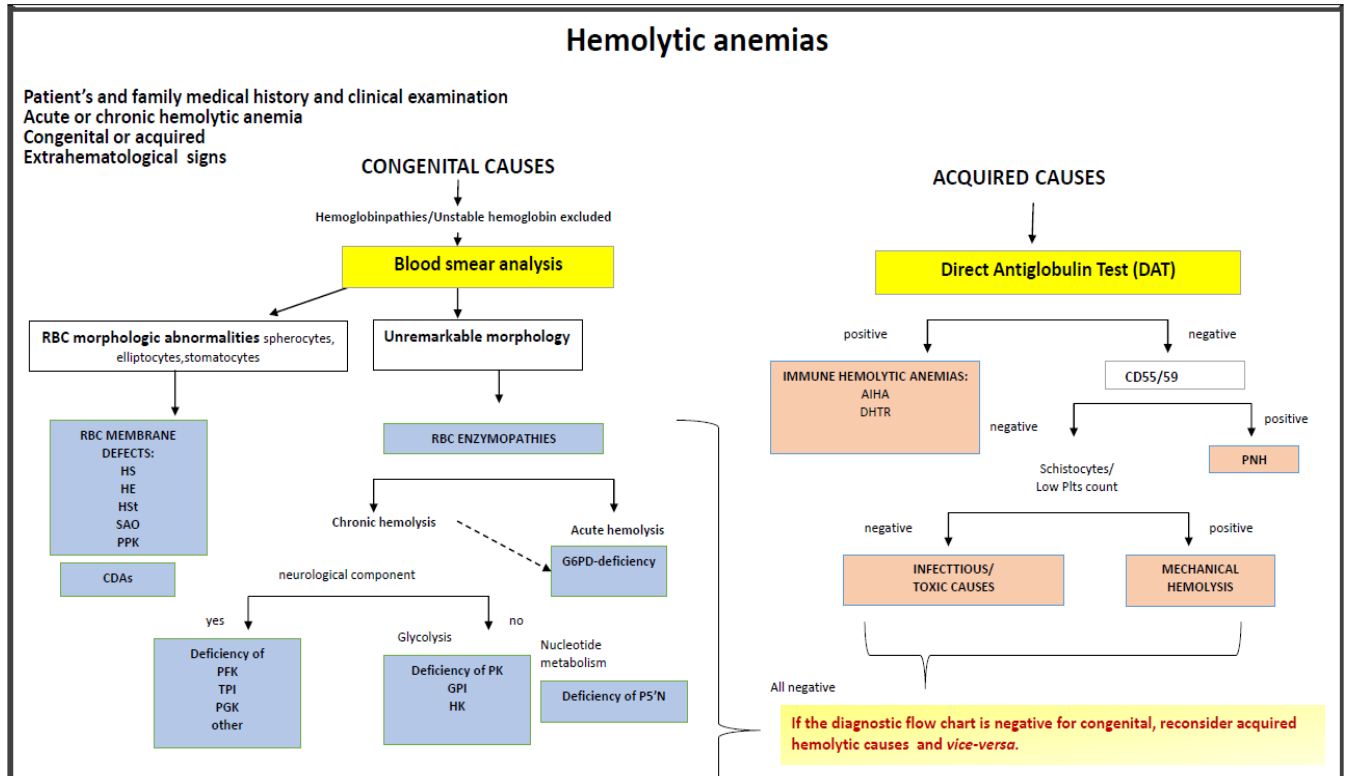 Hemolytic anemias
Patient's and family medical history and clinical examination
Acute or chronic hemolytic anemia
Congenital or acquired
Extrahematological signs
CONGENITAL CAUSES
Hemoglobinpathies/Unstable hemoglobin excluded
Blood smear analysis
RBC morphologic abnormalities spherocytes,
elliptocytes,stomatocytes
Unremarkable morphology
RBC MEMBRANE
DEFECTS:
HS
HE
HSt
SAO
PPK
CDAs
RBC ENZYMOPATHIES
Chronic hemolysis
Acute hemolysis
G6PD-deficiency
neurological component
yes
no
Deficiency of
PFK
TPI
PGK
other
Glycolysis
Deficiency of PK
GPI
HK
Nucleotide
metabolism
Deficiency of P5'N
ACQUIRED CAUSES
Direct Antiglobulin Test (DAT)
positive
negative
IMMUNE HEMOLYTIC ANEMIAS:
AIHA
DHTR
CD55/59
negative
positive
PNH
Schistocytes/
Low Plts count
negative
positive
INFECTTIOUS/
TOXIC CAUSES
MECHANICAL
HEMOLYSIS
All negative
If the diagnostic flow chart is negative for congenital, reconsider acquired
hemolytic causes and vice-versa.